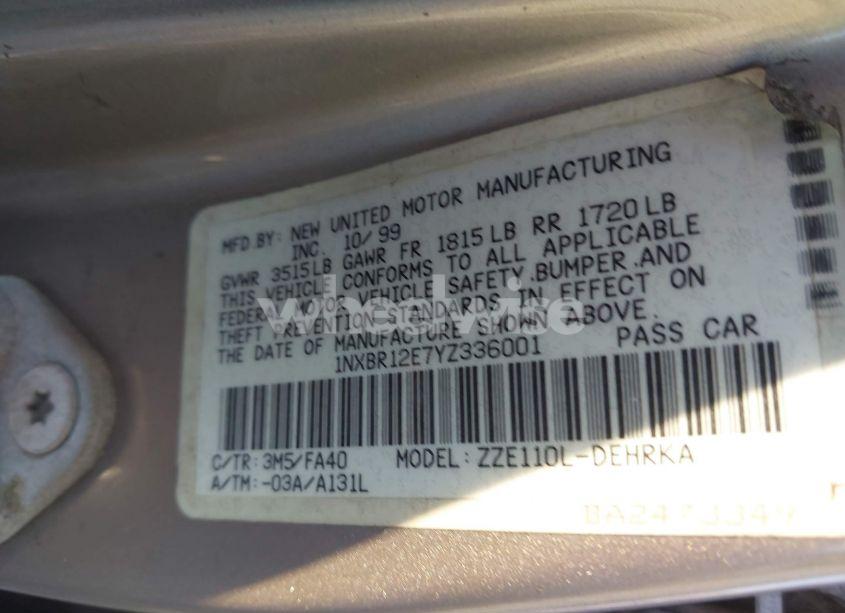 MFD.BY: NEW UNITED MOTOR MANUFACTURING
INC. 10/99
GVWR 3515LB GAWR FR 1815 LB RR 1720LB
THIS VEHICLE CONFORMS TO ALL APPLICABLE
FEDERAL MOTOR VEHICLE SAFETY,BUMPER,AND
THEFT PREVENTION STANDARDS IN EFFECT ON
THE DATE OF MANUFACTURE SHOWN ABOVE.
1NXBR12E7YZ336001 PASS CAR
C/TR: 3M5/FA40 MODEL: ZZE110L-DEHRKA
A/TM: -03A/A131L